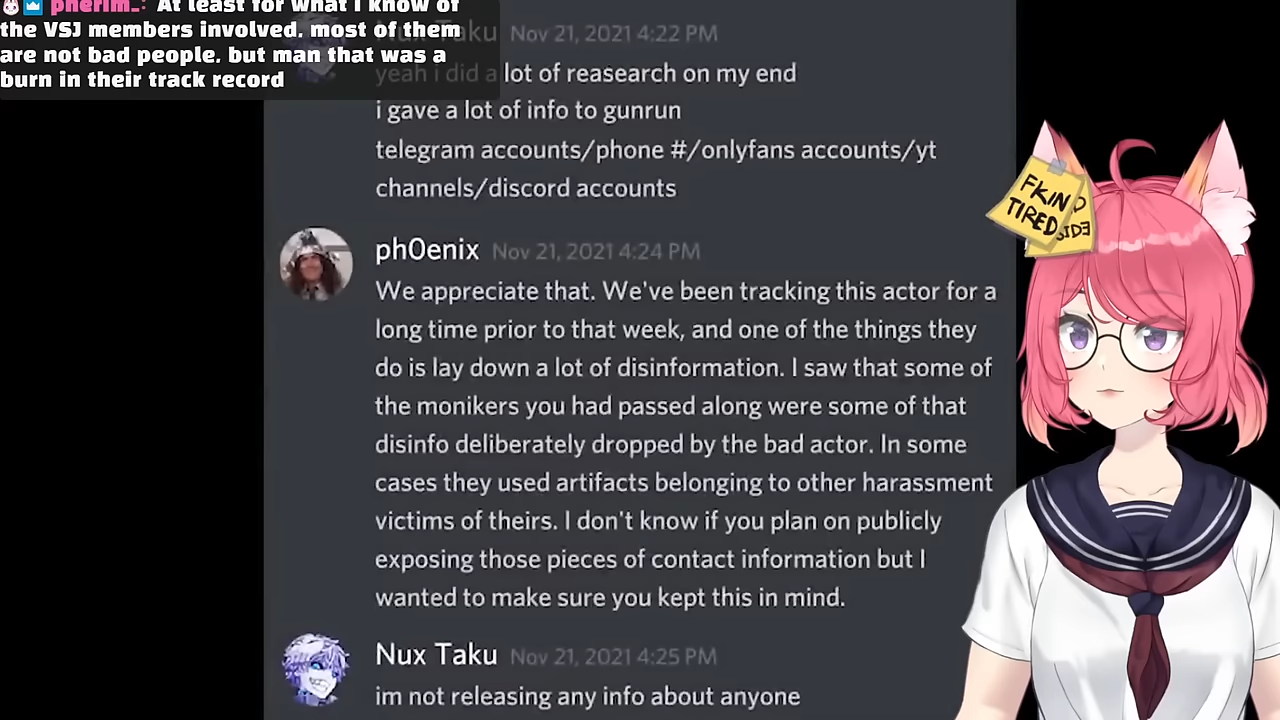 pherim_: At least for what I know of
the VSJ members involved. most of them
are not bad people. but man that was a
burn in their track record
Nux Taku Nov 21, 2021 4:22 PM
yeah i did a lot of reasearch on my end
i gave a lot of info to gunrun
telegram accounts/phone #/onlyfans accounts/yt
channels/discord accounts
ph0enix Nov 21, 2021 4:24 PM
We appreciate that. We've been tracking this actor for a
long time prior to that week, and one of the things they
do is lay down a lot of disinformation. I saw that some of
the monikers you had passed along were some of that
disinfo deliberately dropped by the bad actor. In some
cases they used artifacts belonging to other harassment
victims of theirs. I don't know if you plan on publicly
exposing those pieces of contact information but I
wanted to make sure you kept this in mind.
Nux Taku Nov 21, 2021 4:25 PM
im not releasing any info about anyone
FKIN
TIRED